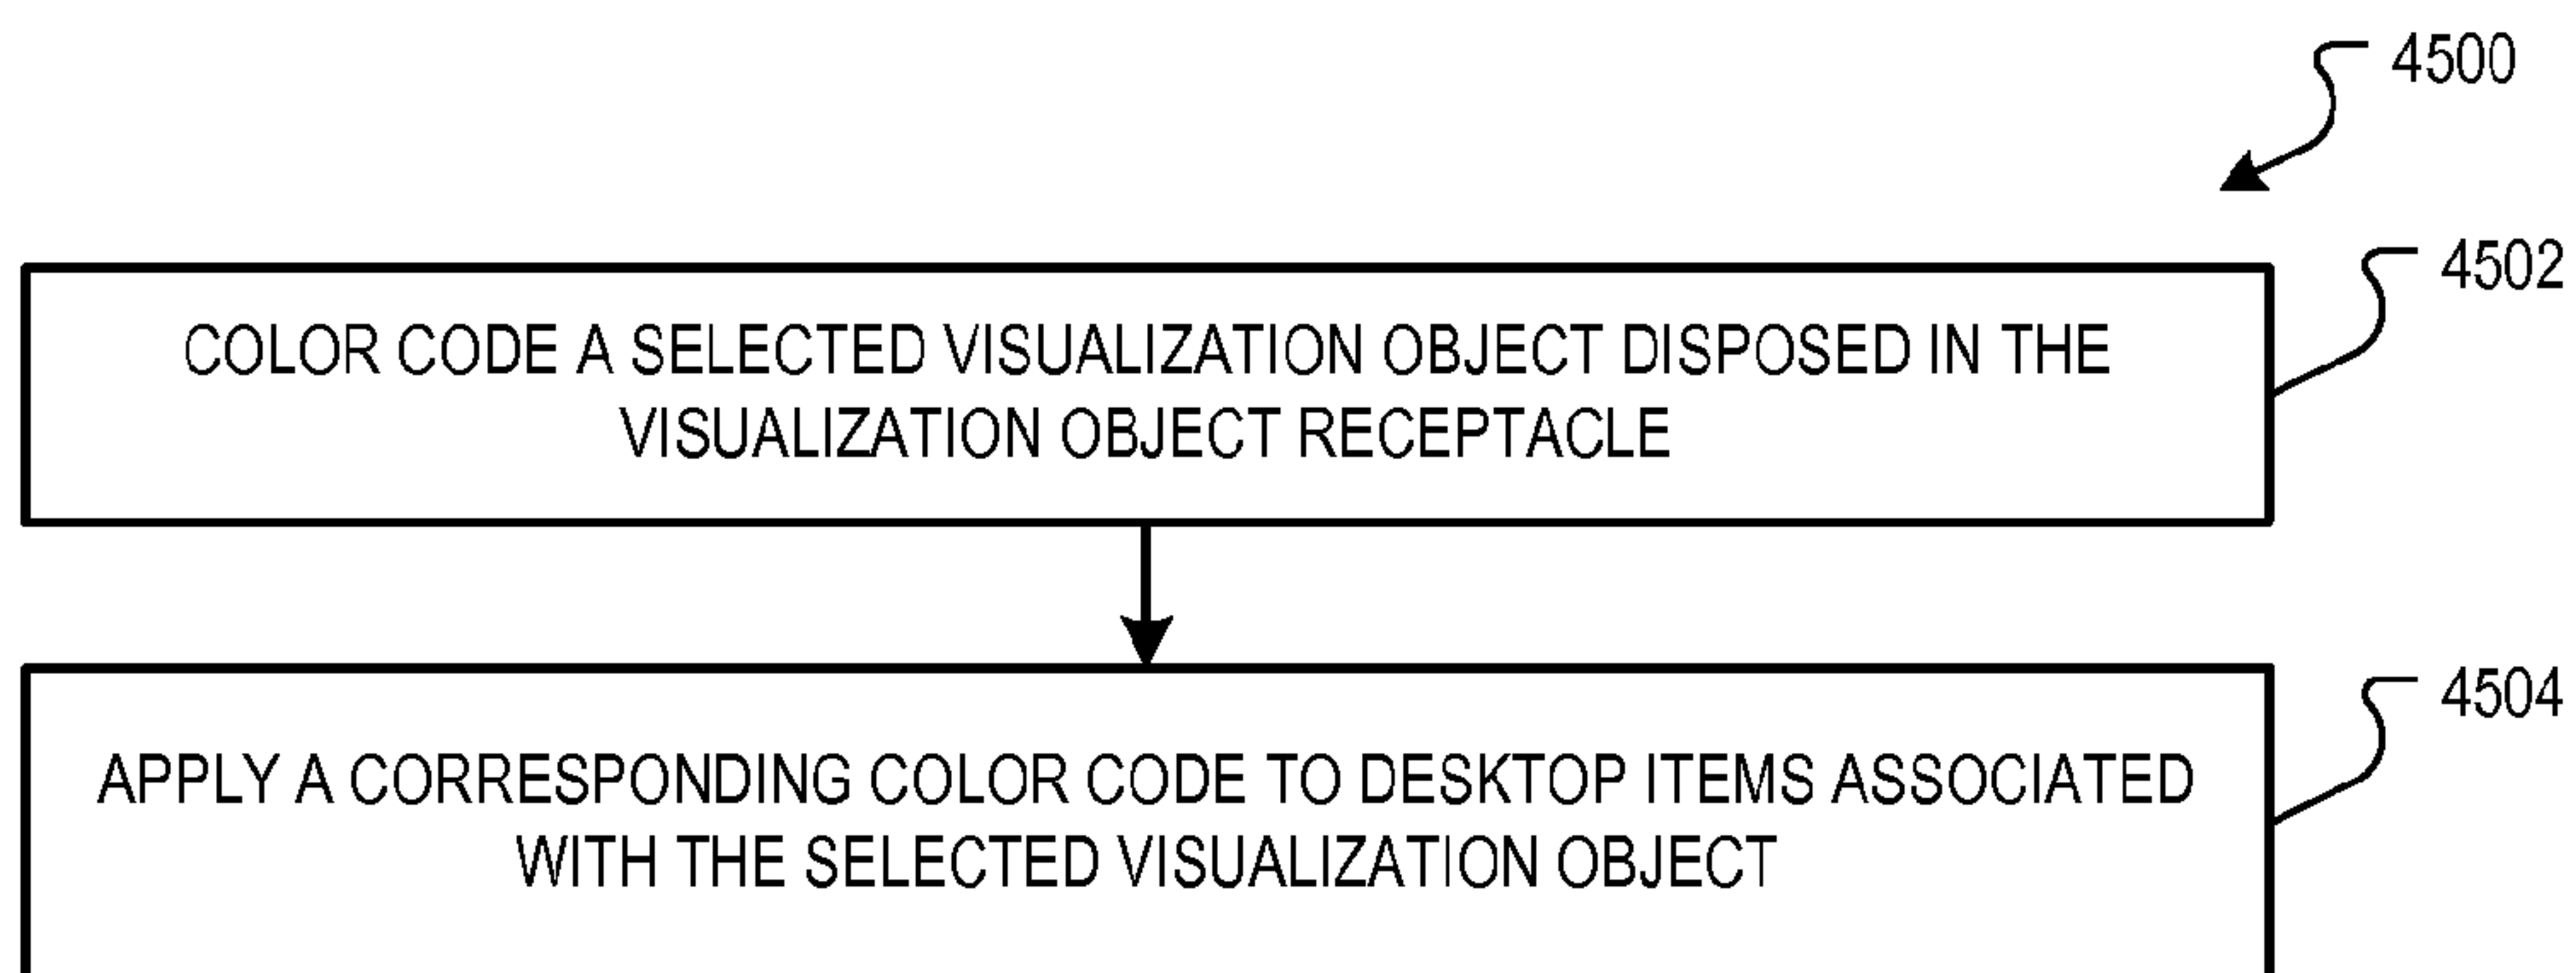 4500
4502
COLOR CODE A SELECTED VISUALIZATION OBJECT DISPOSED IN THE
VISUALIZATION OBJECT RECEPTACLE
4504
APPLY A CORRESPONDING COLOR CODE TO DESKTOP ITEMS ASSOCIATED
WITH THE SELECTED VISUALIZATION OBJECT